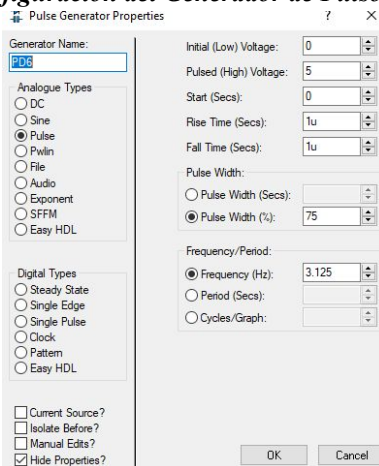 figuración del Generador de Pulso
Pulse Generator Properties
? X
Generator Name:
PD6
Analogue Types
DC
Sine
Pulse
Pwlin
File
Audio
Exponent
SFFM
Easy HDL
Digital Types
Steady State
Single Edge
Single Pulse
Clock
Pattern
Easy HDL
Current Source?
Isolate Before?
Manual Edits?
Hide Properties?
Initial (Low) Voltage: 0
Pulsed (High) Voltage: 5
Start (Secs): 0
Rise Time (Secs): 1u
Fall Time (Secs): 1u
Pulse Width:
Pulse Width (Secs):
Pulse Width (%): 75
Frequency/Period:
Frequency (Hz): 3.125
Period (Secs):
Cycles/Graph:
OK Cancel